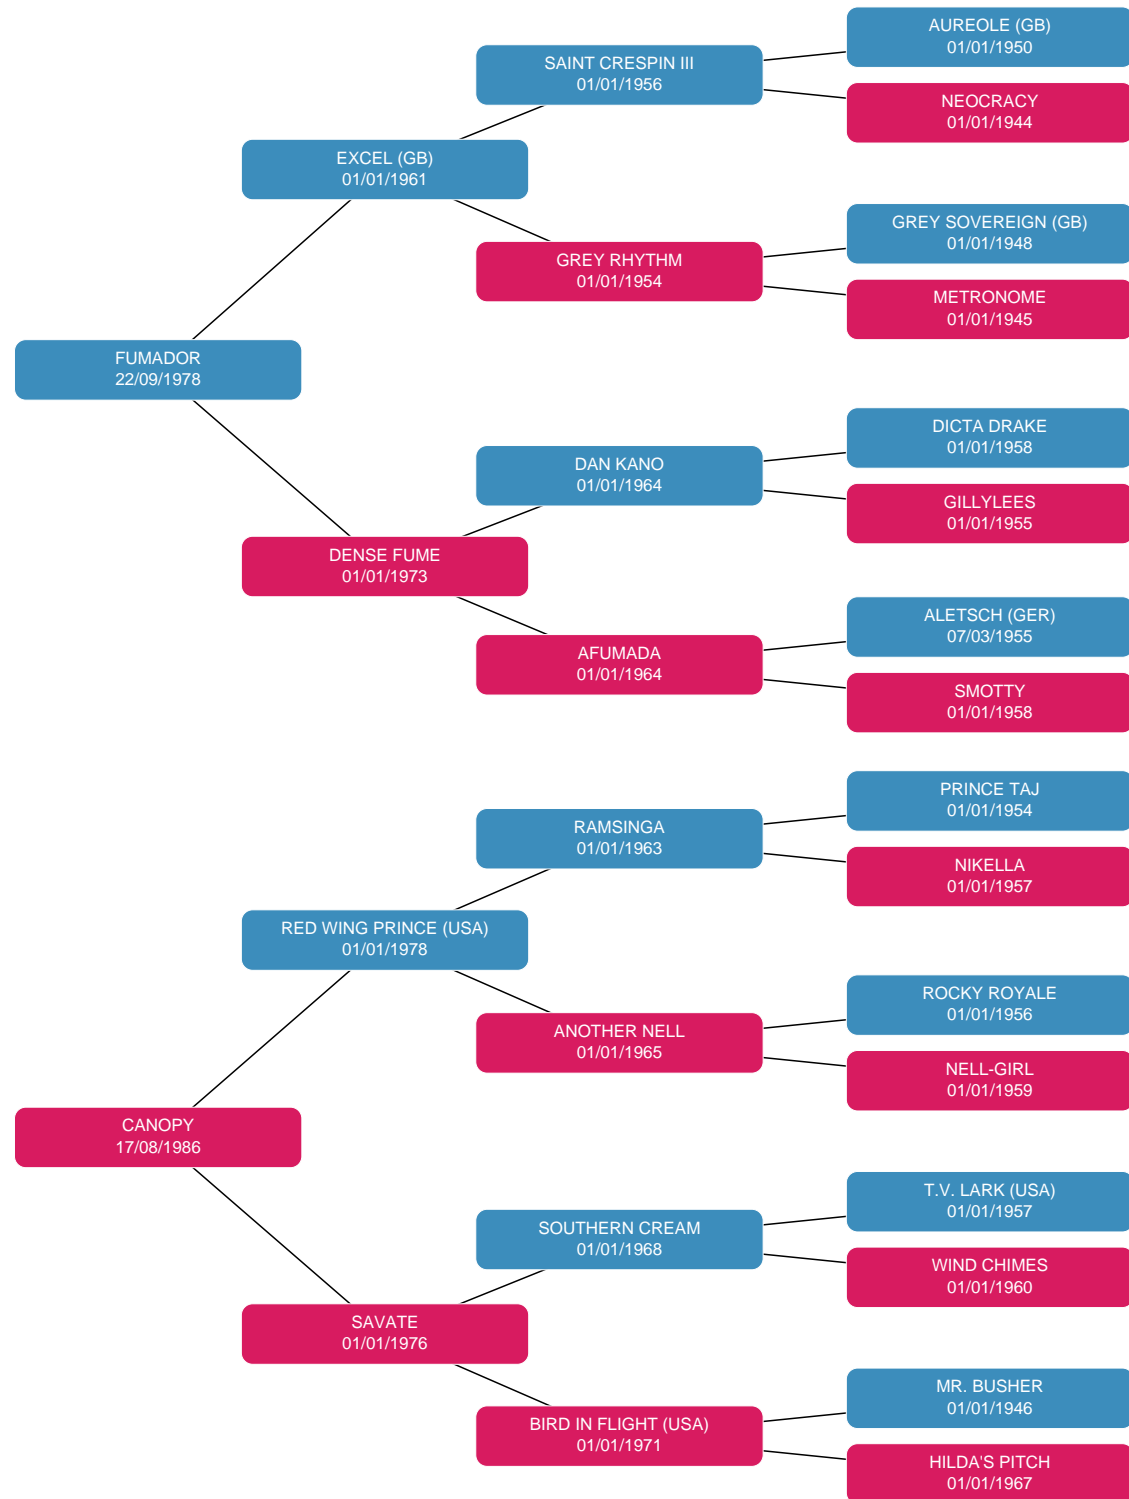 AUREOLE (GB)
01/01/1950
SAINT CRESPIN III
01/01/1956
NEOCRACY
01/01/1944
EXCEL (GB)
01/01/1961
GREY SOVEREIGN (GB)
01/01/1948
GREY RHYTHM
01/01/1954
METRONOME
01/01/1945
FUMADOR
22/09/1978
DICTA DRAKE
01/01/1958
DAN KANO
01/01/1964
GILLYLEES
01/01/1955
DENSE FUME
01/01/1973
ALETSCH (GER)
07/03/1955
AFUMADA
01/01/1964
SMOTTY
01/01/1958
PRINCE TAJ
01/01/1954
RAMSINGA
01/01/1963
NIKELLA
01/01/1957
RED WING PRINCE (USA)
01/01/1978
ROCKY ROYALE
01/01/1956
ANOTHER NELL
01/01/1965
NELL-GIRL
01/01/1959
CANOPY
17/08/1986
T.V. LARK (USA)
01/01/1957
SOUTHERN CREAM
01/01/1968
WIND CHIMES
01/01/1960
SAVATE
01/01/1976
MR. BUSHER
01/01/1946
BIRD IN FLIGHT (USA)
01/01/1971
HILDA'S PITCH
01/01/1967